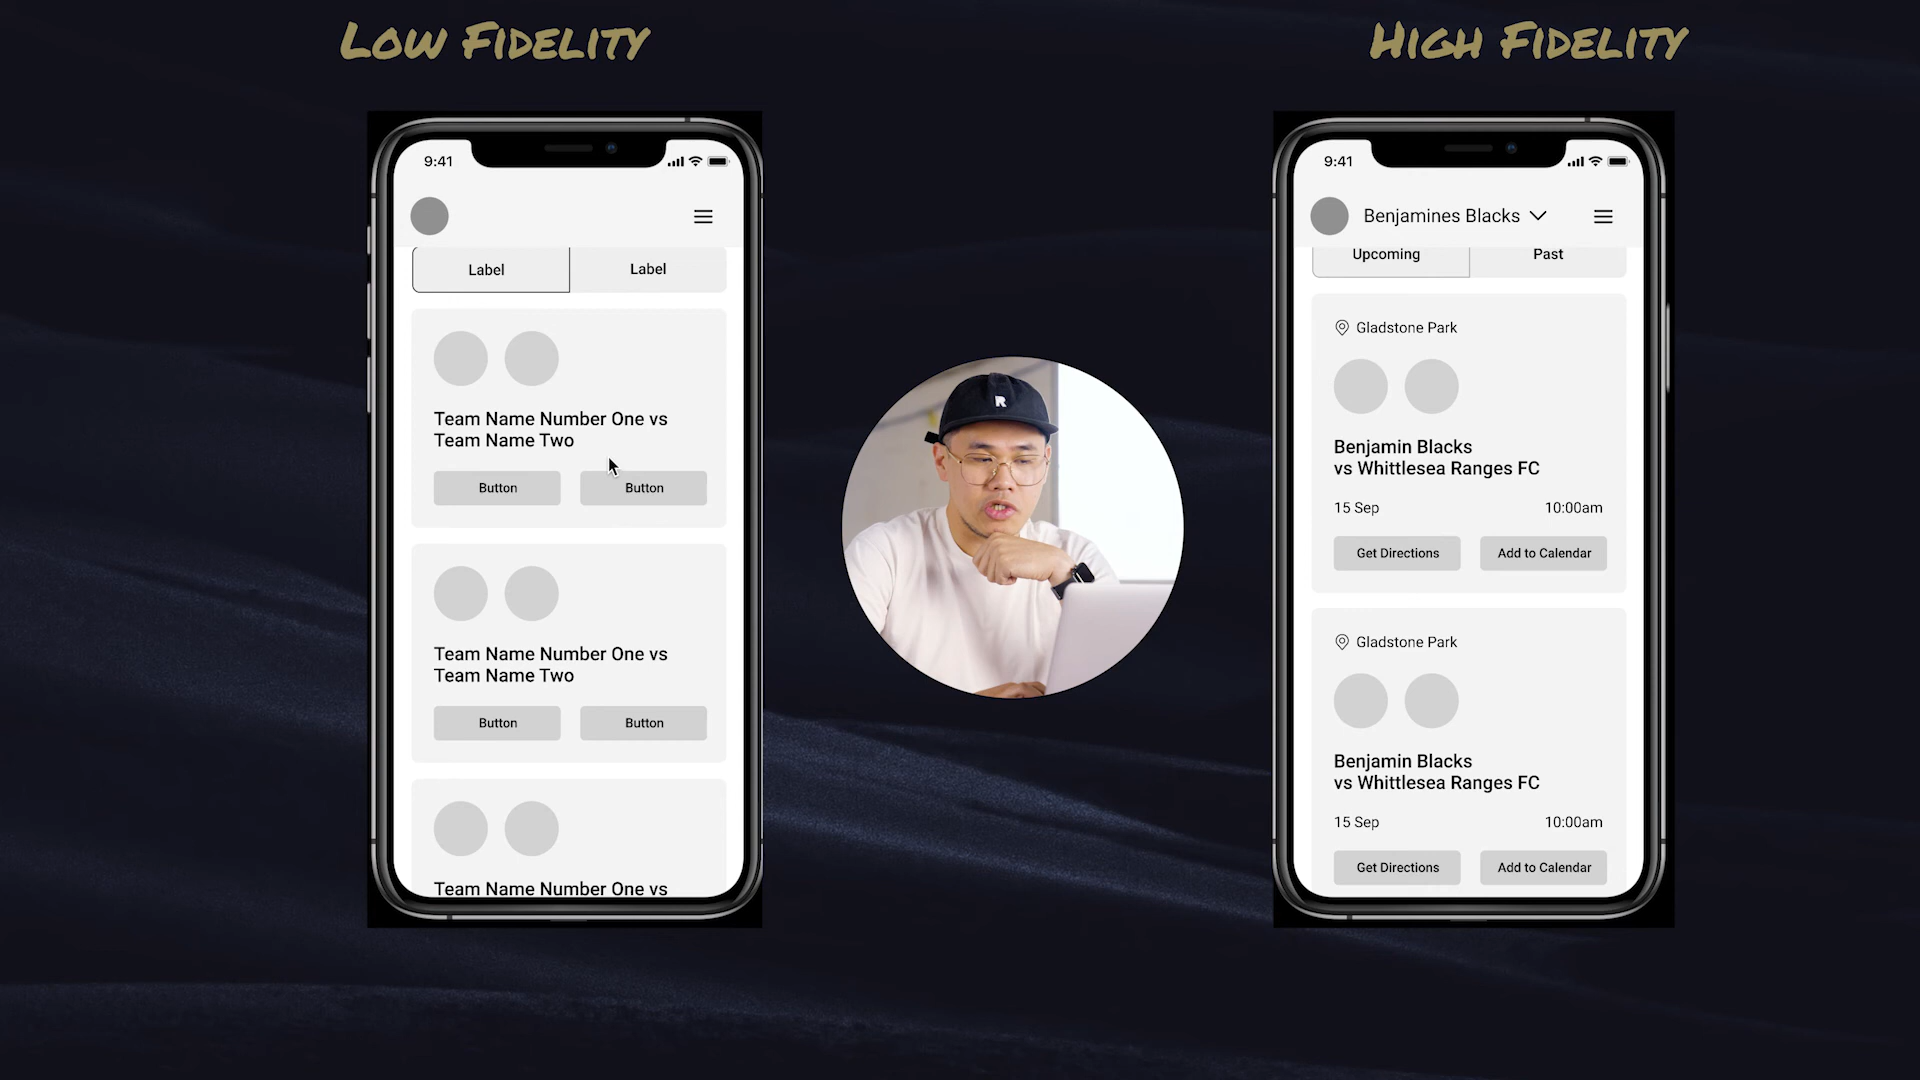 LOW FIDELITY
HIGH FIDELITY
9:41
Label
Label
Team Name Number One vs
Team Name Two
Button
Button
Team Name Number One vs
Team Name Two
Button
Button
Team Name Number One vs
R
9:41
Benjamines Blacks
Upcoming
Past
Gladstone Park
Benjamin Blacks
vs Whittlesea Ranges FC
15 Sep
10:00am
Get Directions
Add to Calendar
Gladstone Park
Benjamin Blacks
vs Whittlesea Ranges FC
15 Sep
10:00am
Get Directions
Add to Calendar